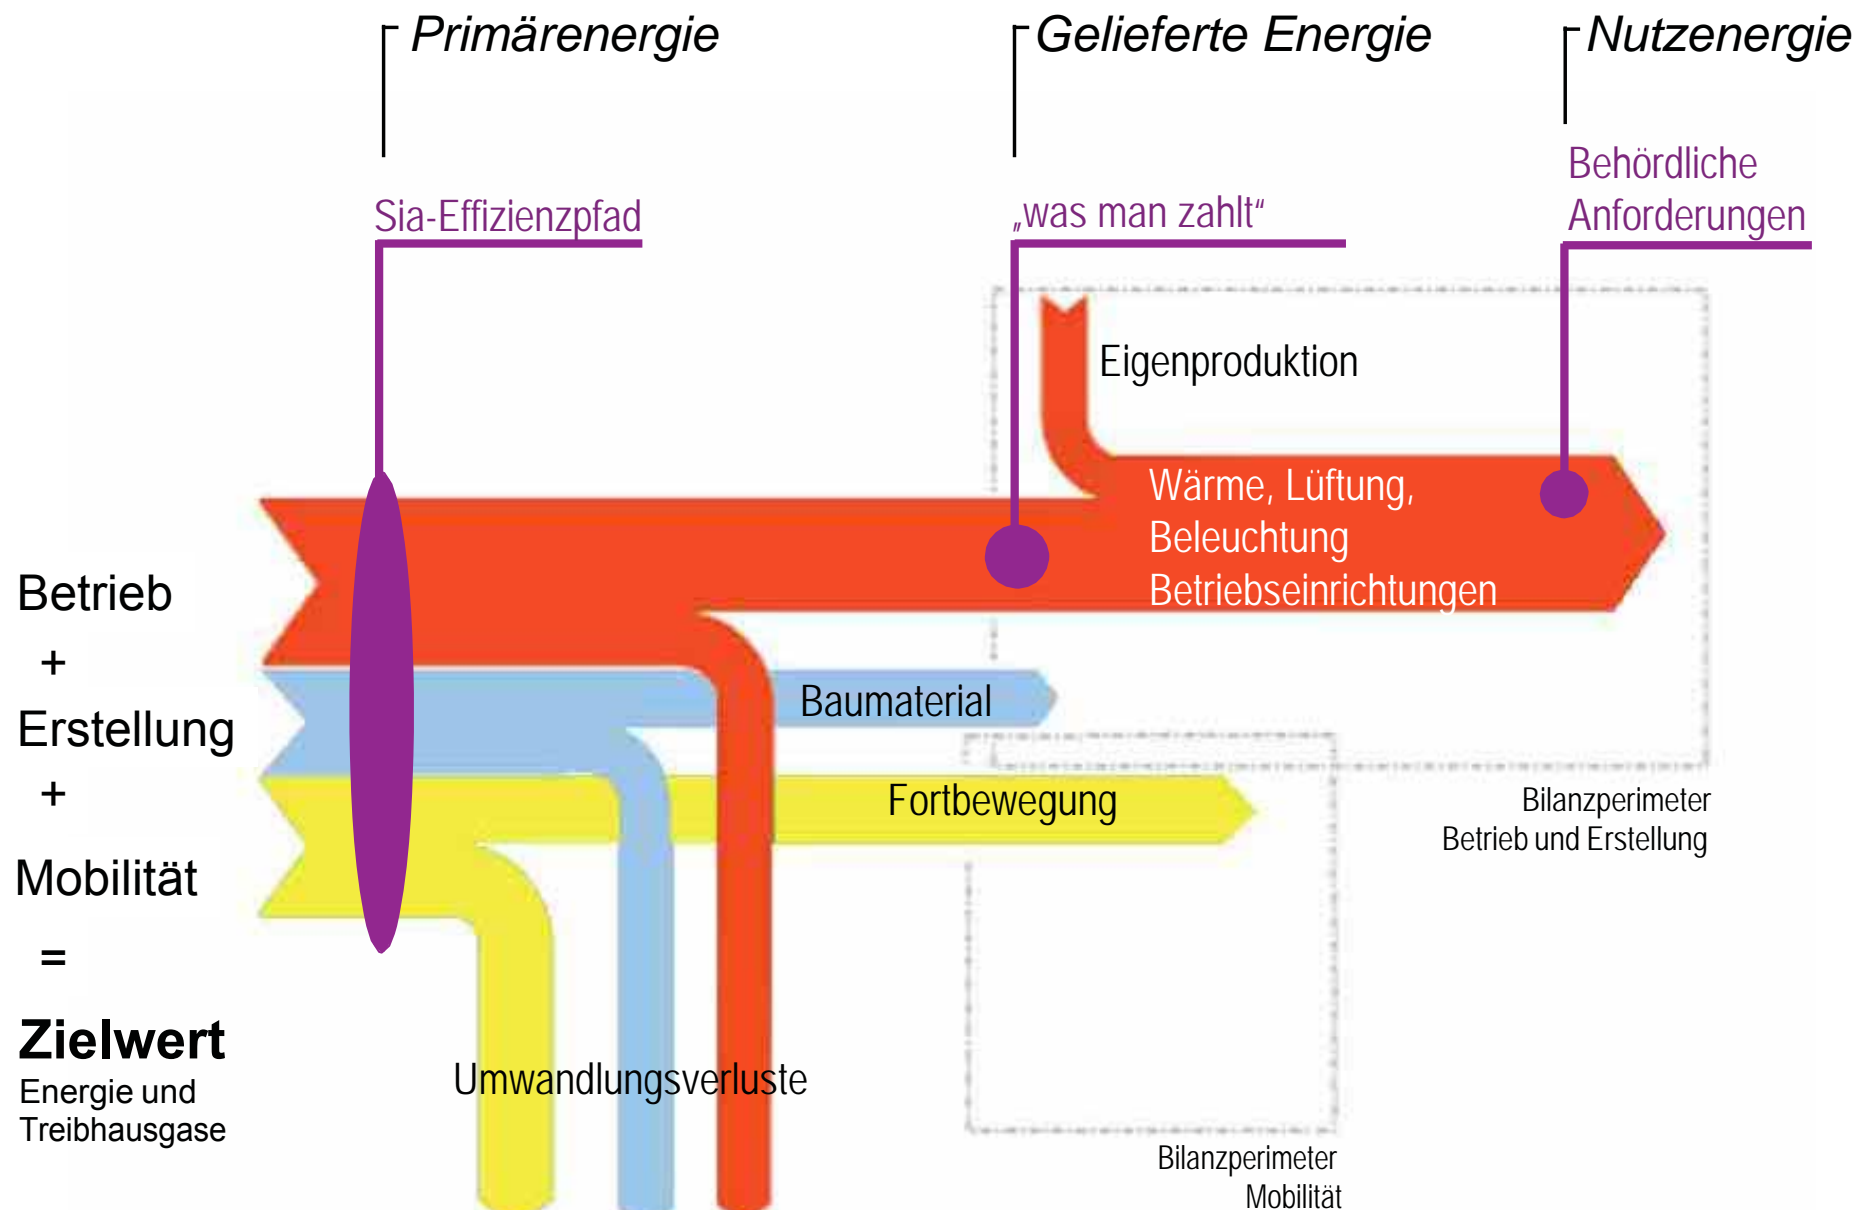 Primärenergie
Gelieferte Energie
Nutzenergie
Sia-Effizienzpfad
„was man zahlt“
Behördliche
Anforderungen
Eigenproduktion
Wärme, Lüftung,
Beleuchtung
Betriebseinrichtungen
Betrieb
+
Erstellung
+
Mobilität
=
Zielwert
Energie und
Treibhausgase
Baumaterial
Fortbewegung
Bilanzperimeter
Betrieb und Erstellung
Umwandlungsverluste
Bilanzperimeter
Mobilität